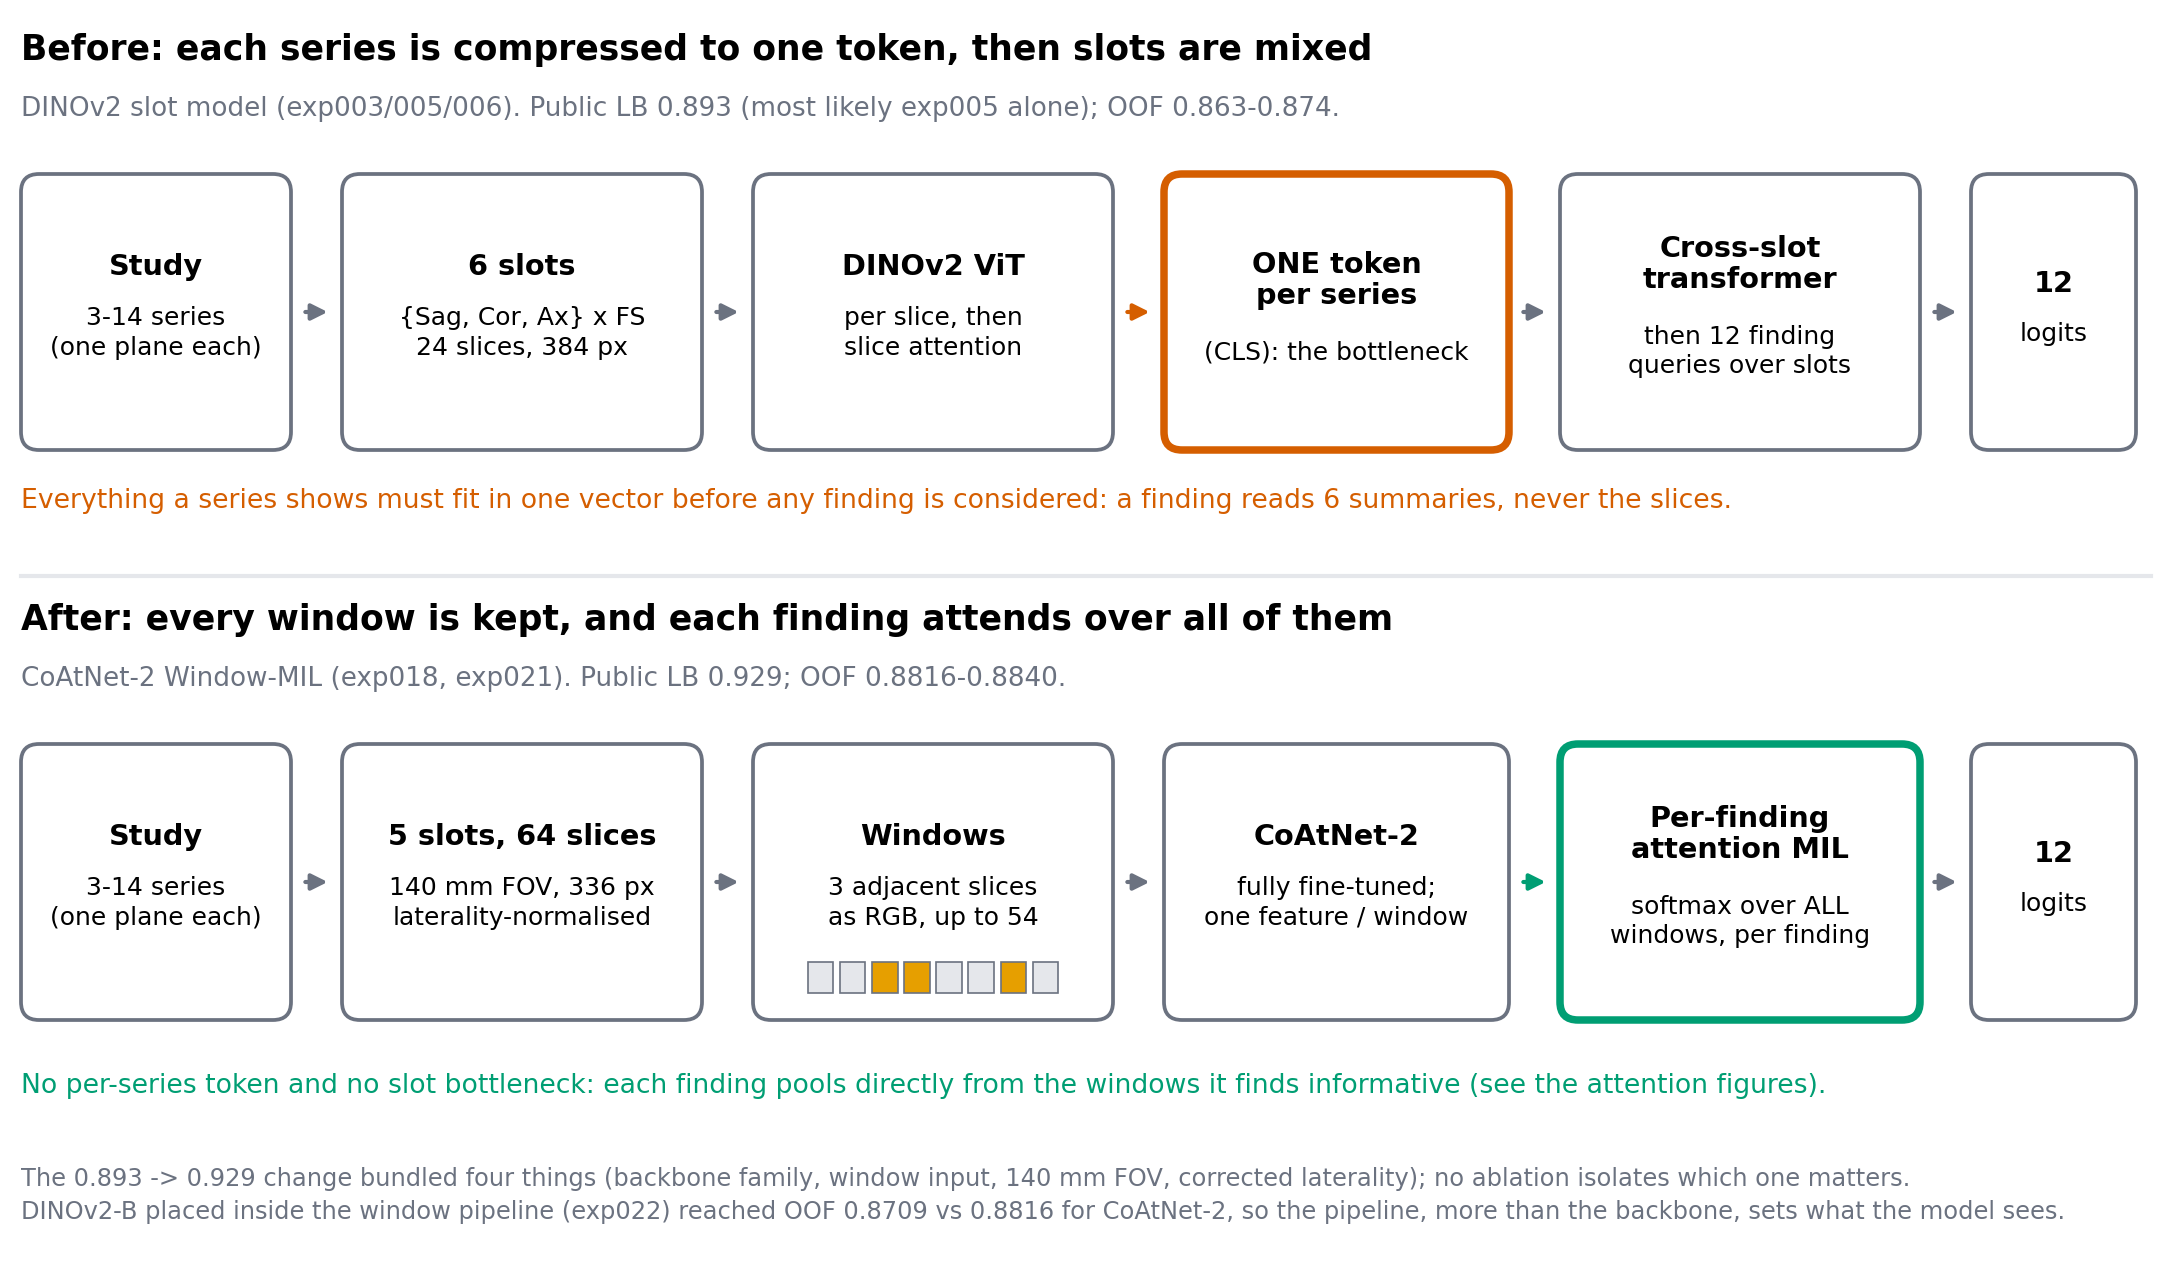 Before: each series is compressed to one token, then slots are mixed
DINOv2 slot model (exp003/005/006). Public LB 0.893 (most likely exp005 alone); OOF 0.863-0.874.
Study
3-14 series
(one plane each)
6 slots
{Sag, Cor, Ax} x FS
24 slices, 384 px
DINOv2 ViT
per slice, then
slice attention
ONE token
per series
(CLS): the bottleneck
Cross-slot
transformer
then 12 finding
queries over slots
12
logits
Everything a series shows must fit in one vector before any finding is considered: a finding reads 6 summaries, never the slices.
After: every window is kept, and each finding attends over all of them
CoAtNet-2 Window-MIL (exp018, exp021). Public LB 0.929; OOF 0.8816-0.8840.
Study
3-14 series
(one plane each)
5 slots, 64 slices
140 mm FOV, 336 px
laterality-normalised
Windows
3 adjacent slices
as RGB, up to 54
CoAtNet-2
fully fine-tuned;
one feature / window
Per-finding
attention MIL
softmax over ALL
windows, per finding
12
logits
No per-series token and no slot bottleneck: each finding pools directly from the windows it finds informative (see the attention figures).
The 0.893 -> 0.929 change bundled four things (backbone family, window input, 140 mm FOV, corrected laterality); no ablation isolates which one matters.
DINOv2-B placed inside the window pipeline (exp022) reached OOF 0.8709 vs 0.8816 for CoAtNet-2, so the pipeline, more than the backbone, sets what the model sees.